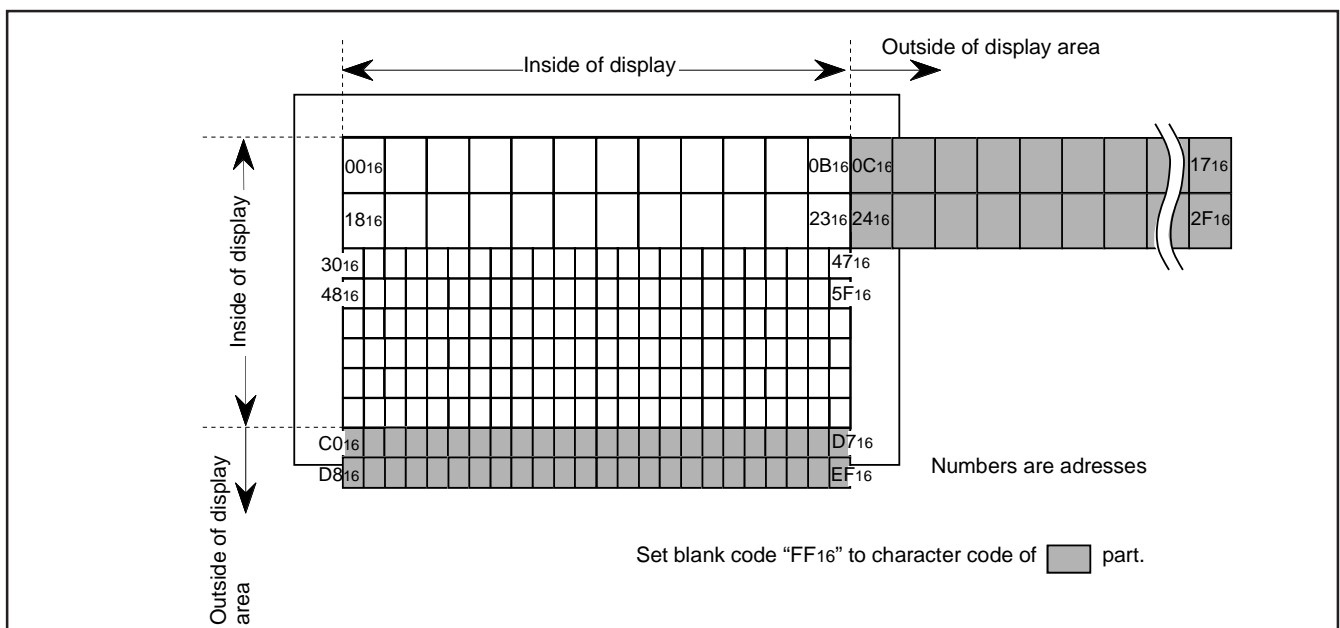 Outside of display area
Inside of display
0016 0B16 0C16 1716
1816 2316 2416 2F16
3016 4716
4816 5F16
Inside of display
C016 D716
D816 EF16
Numbers are adresses
Outside of display
area
Set blank code “FF16” to character code of part.